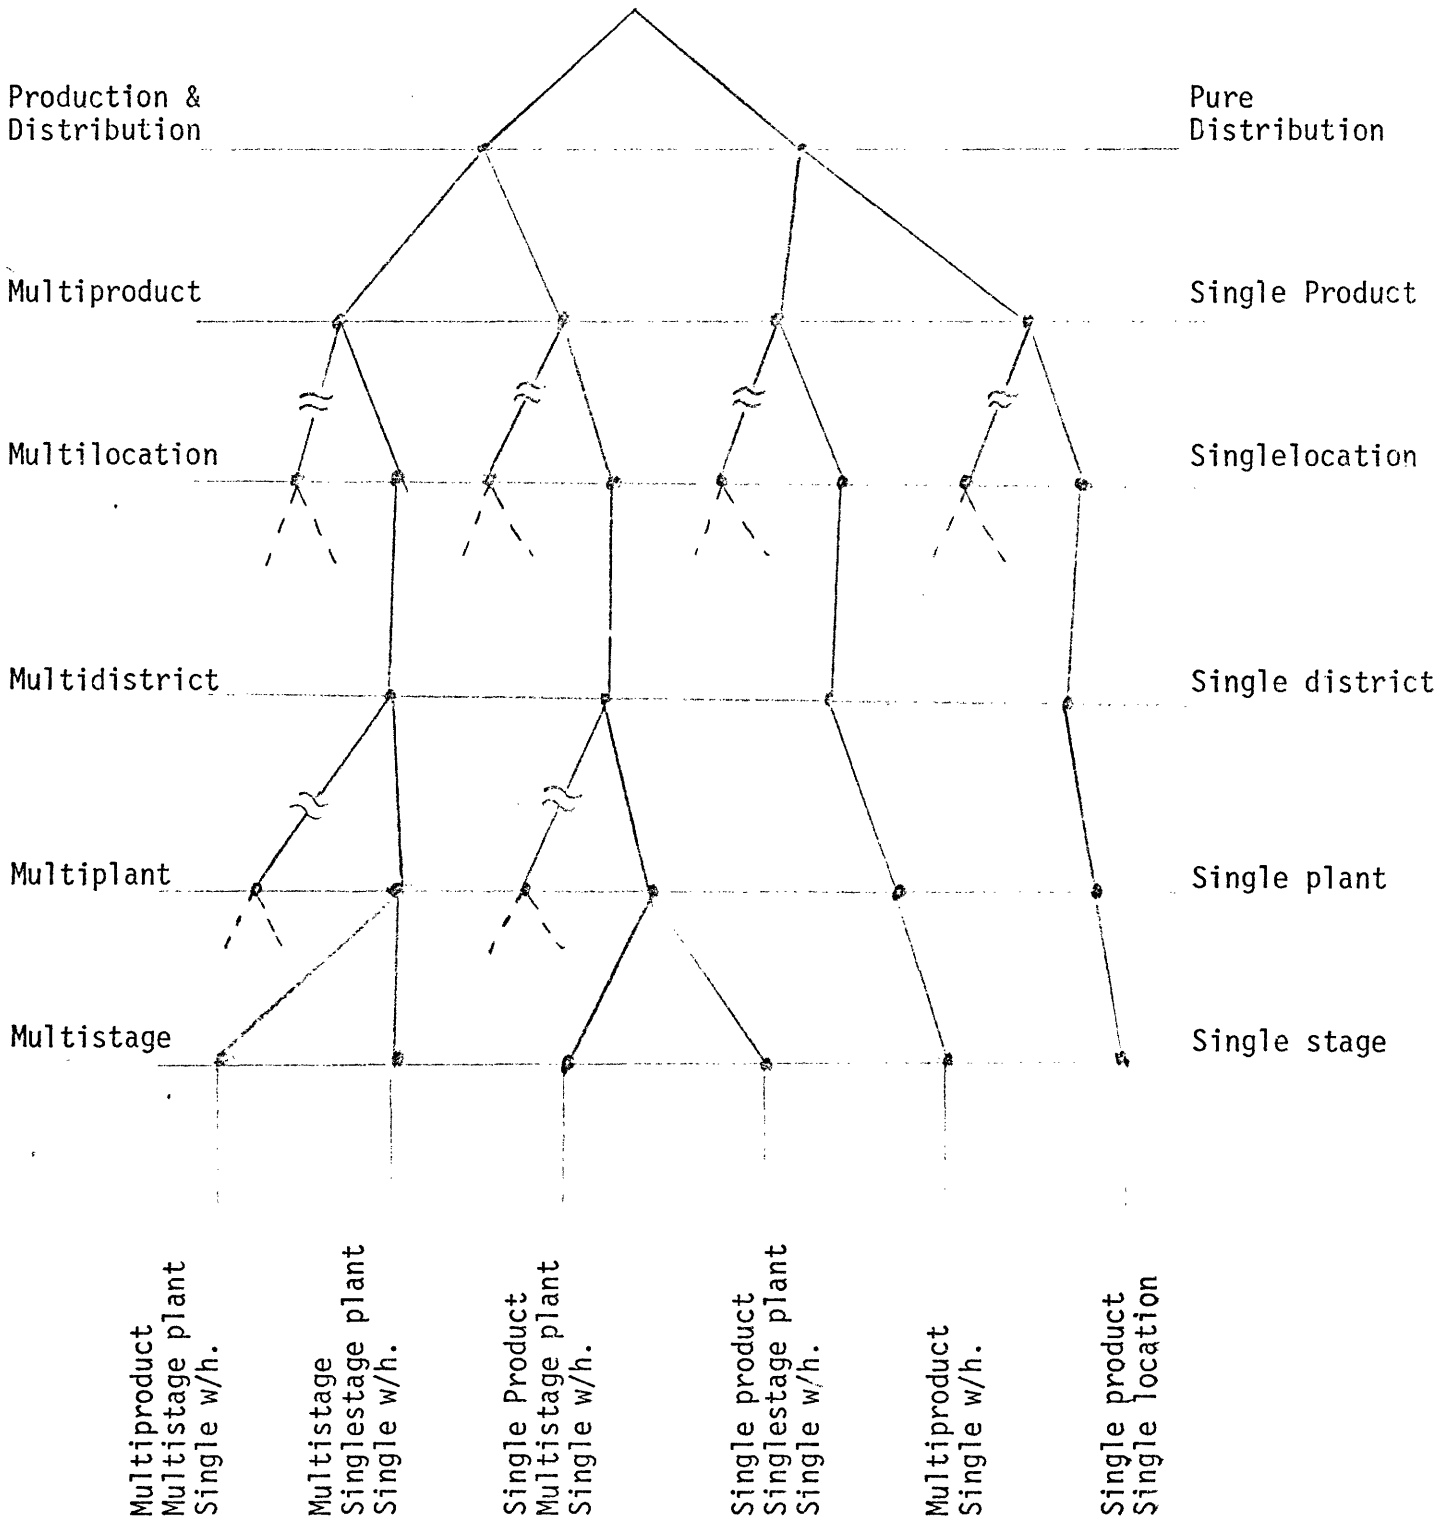 Production &
Distribution
Pure
Distribution
Multiproduct
Single Product
Multilocation
Singlelocation
Multidistrict
Single district
Multiplant
Single plant
Multistage
Single stage
Multiproduct
Multistage plant
Single w/h.
Multistage
Singlestage plant
Single w/h.
Single Product
Multistage plant
Single w/h.
Single product
Singlestage plant
Single w/h.
Multiproduct
Single w/h.
Single product
Single location